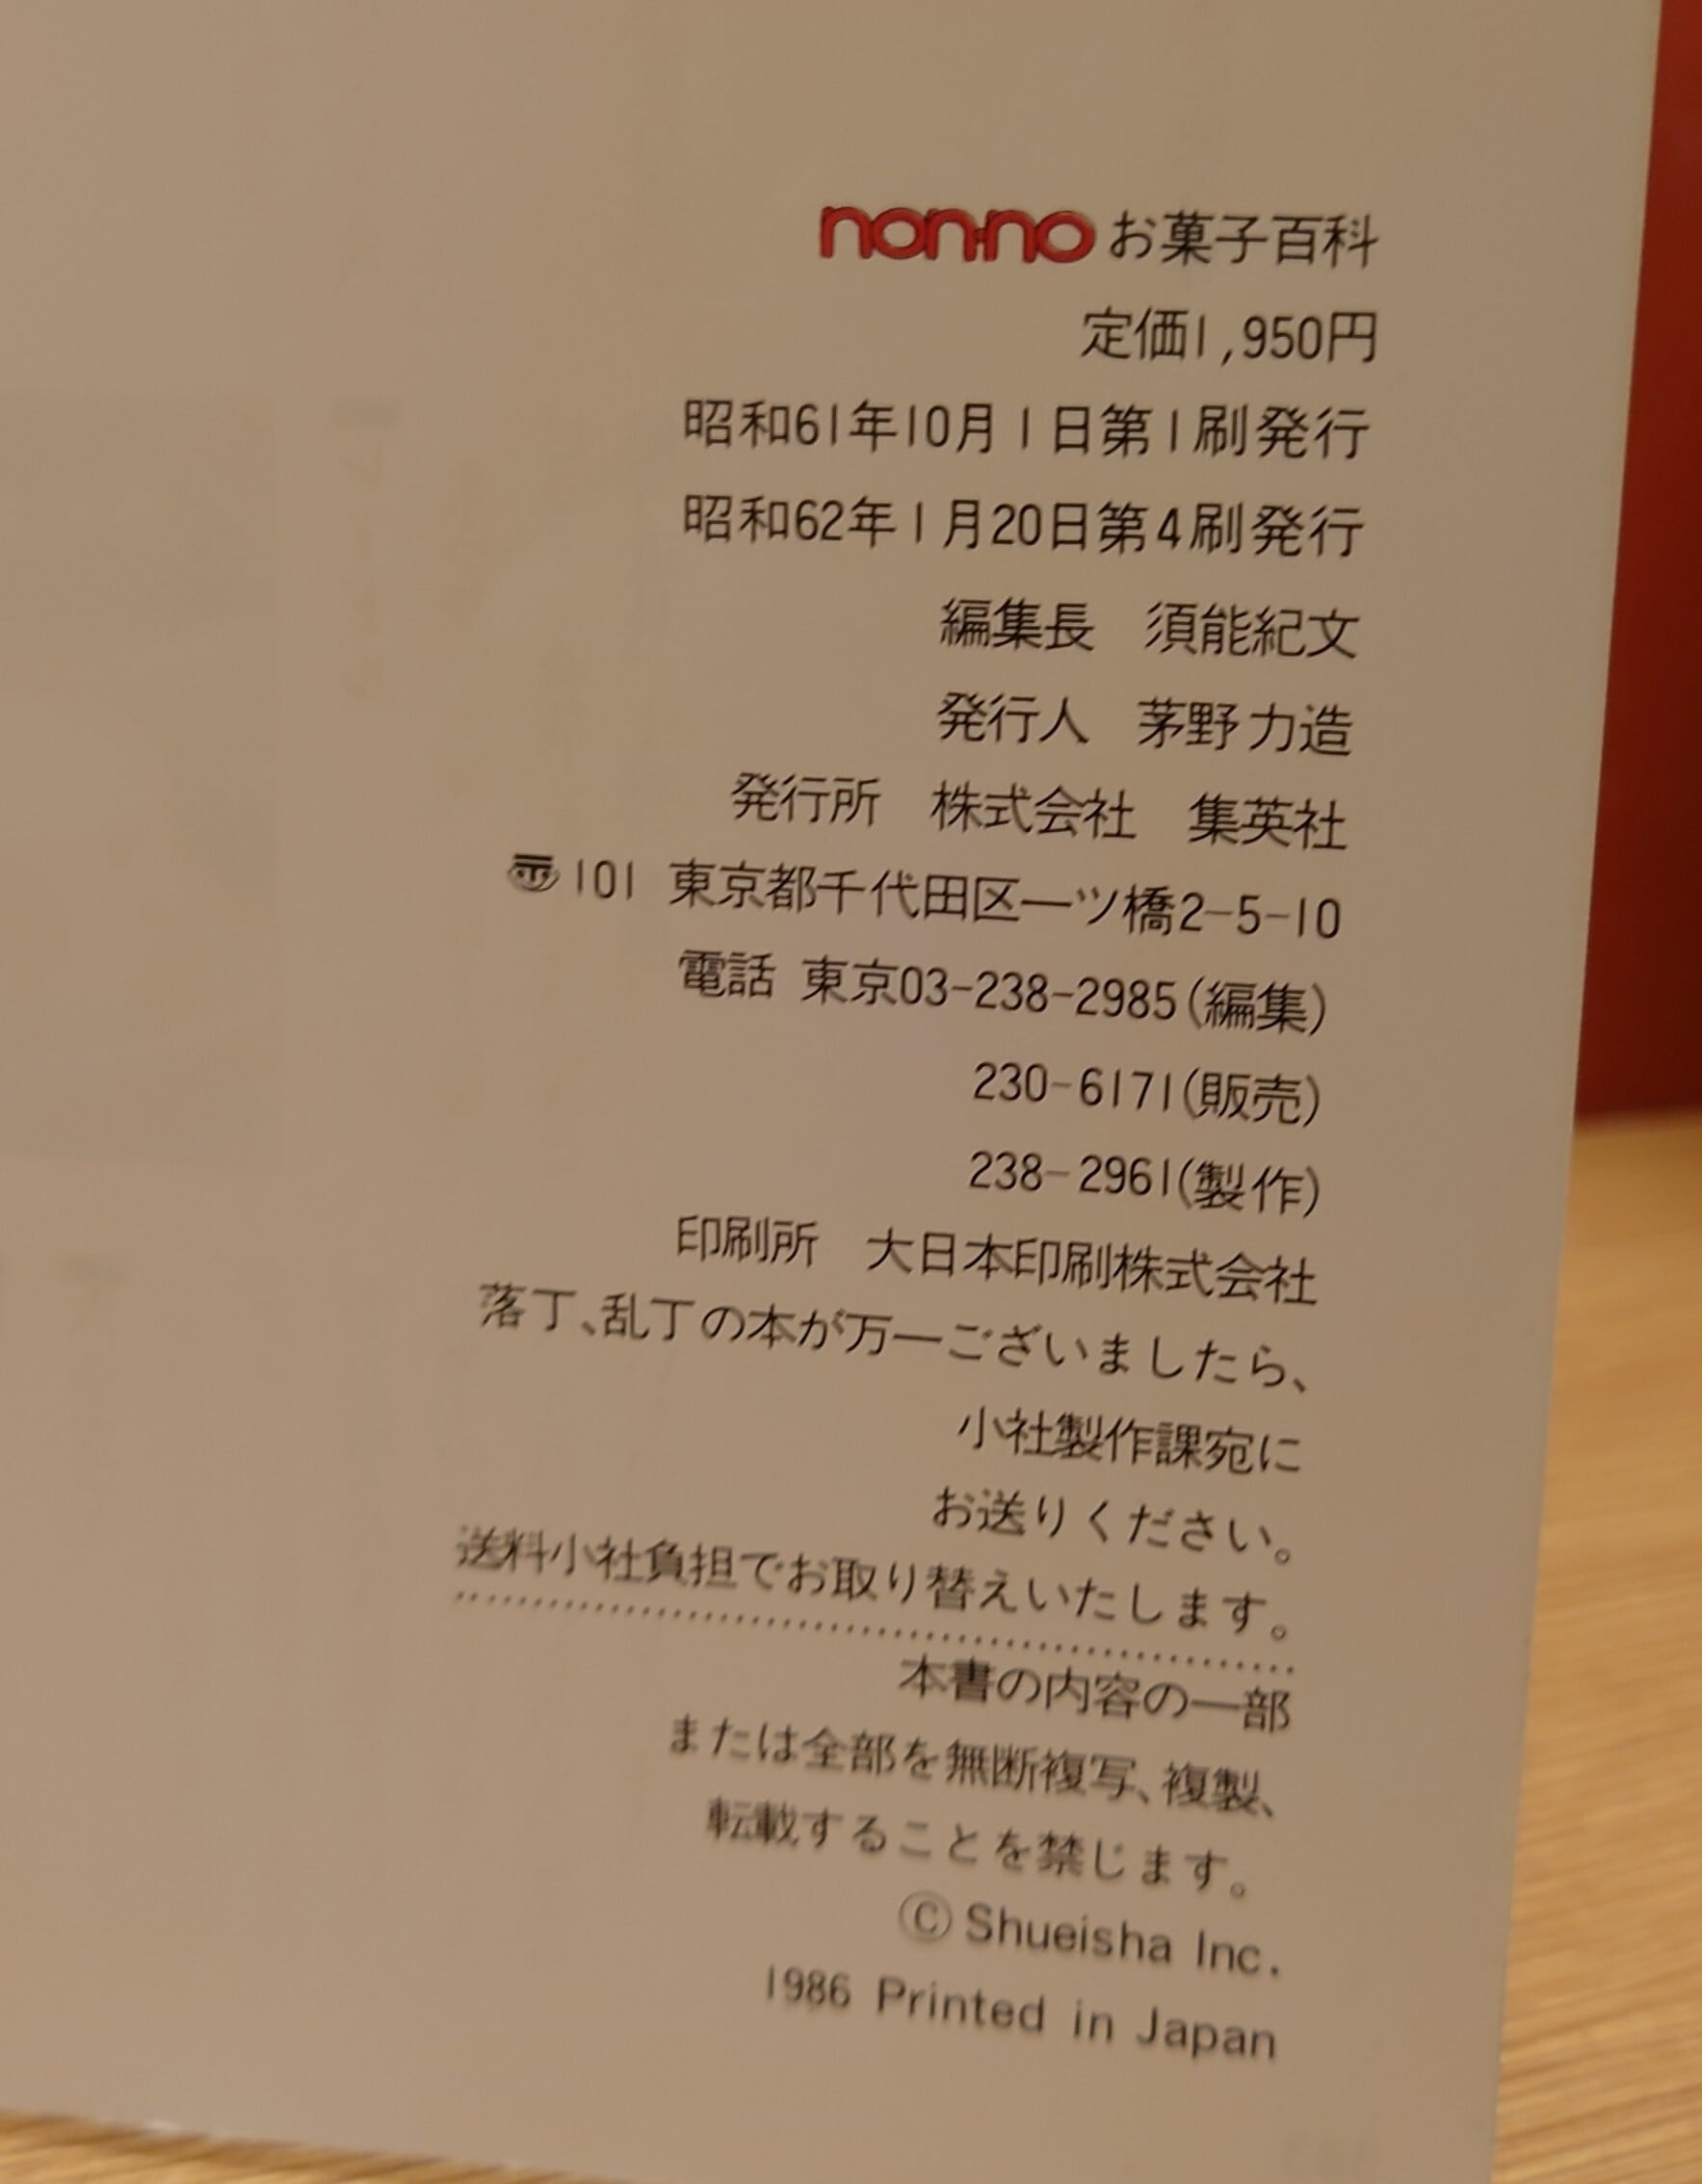 non・no お菓子百科
定価1,950円
昭和61年10月1日第1刷発行
昭和62年1月20日第4刷発行
編集長　須能紀文
発行人　茅野力造
発行所　株式会社　集英社
〠101 東京都千代田区一ツ橋2-5-10
電話 東京03-238-2985(編集)
230-6171(販売)
238-2961(製作)
印刷所　大日本印刷株式会社
落丁、乱丁の本が万一ございましたら、
小社製作課宛に
お送りください。
送料小社負担でお取り替えいたします。
本書の内容の一部
または全部を無断複写、複製、
転載することを禁じます。
Ⓒ Shueisha Inc.
1986 Printed in Japan